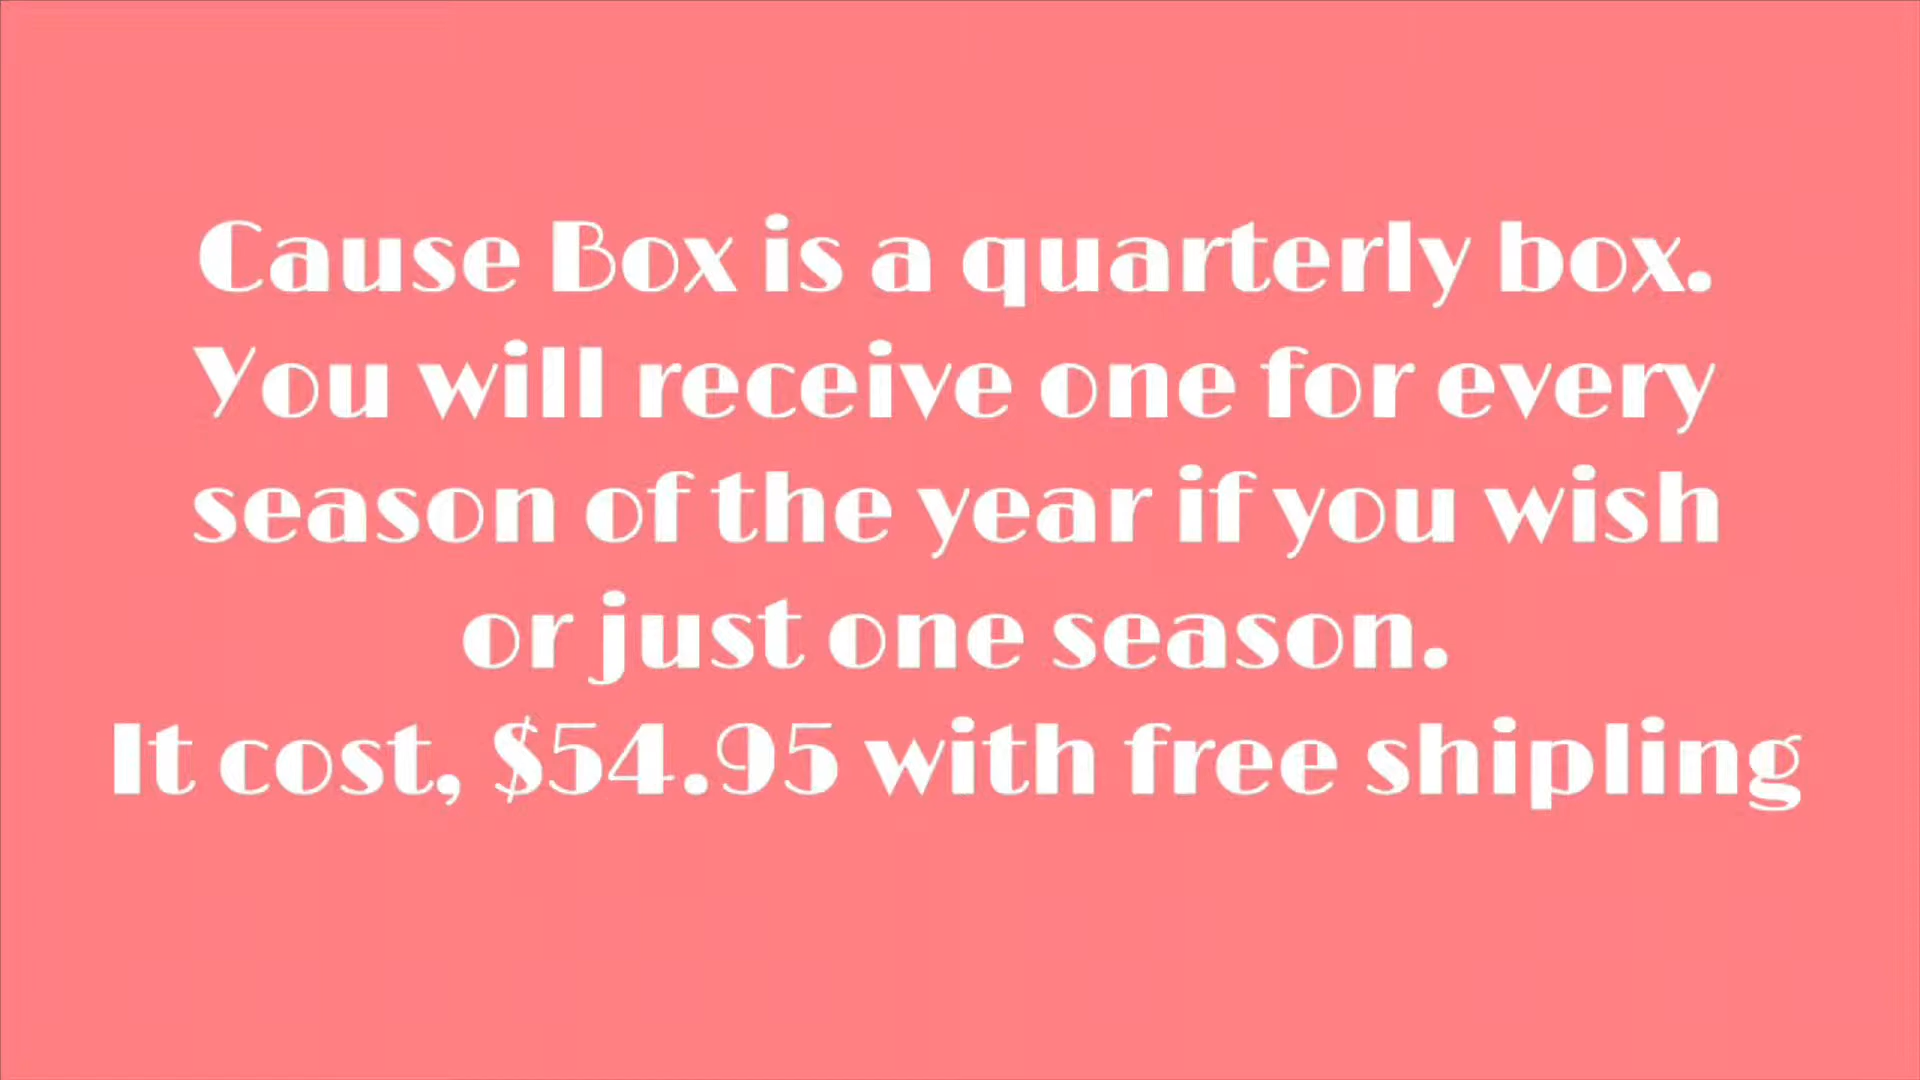 Cause Box is a quarterly box.
You will receive one for every
season of the year if you wish
or just one season.
It cost, $54.95 with free shipling